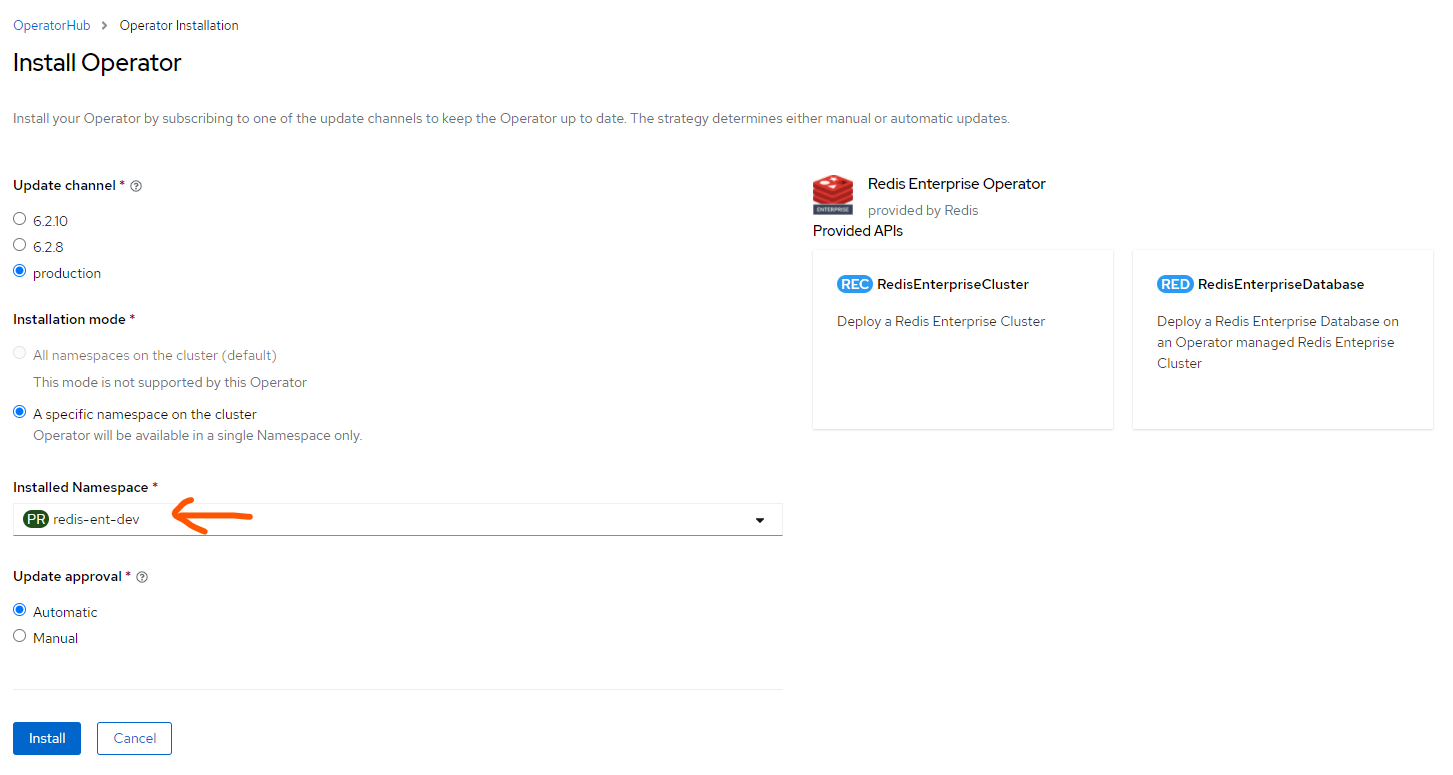 OperatorHub > Operator Installation
Install Operator
Install your Operator by subscribing to one of the update channels to keep the Operator up to date. The strategy determines either manual or automatic updates.
Update channel *
6.2.10
6.2.8
production
Installation mode *
All namespaces on the cluster (default)
This mode is not supported by this Operator
A specific namespace on the cluster
Operator will be available in a single Namespace only.
Installed Namespace *
PR redis-ent-dev
Update approval *
Automatic
Manual
Install Cancel
ENTERPRISE
Redis Enterprise Operator
provided by Redis
Provided APIs
REC RedisEnterpriseCluster
Deploy a Redis Enterprise Cluster
RED RedisEnterpriseDatabase
Deploy a Redis Enterprise Database on
an Operator managed Redis Enteprise
Cluster